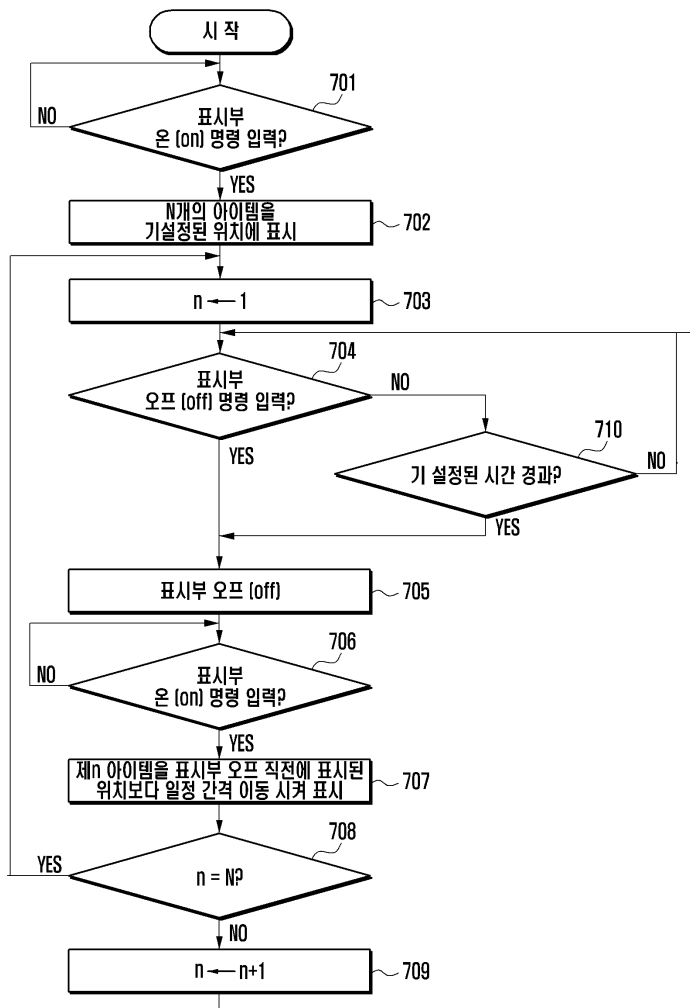 시 작
701
표시부
온 (on) 명령 입력?
NO
YES
N개의 아이템을
기설정된 위치에 표시
702
n ← 1
703
704
표시부
오프 (off) 명령 입력?
NO
YES
710
기 설정된 시간 경과?
NO
YES
표시부 오프 (off)
705
706
표시부
온 (on) 명령 입력?
NO
YES
제n 아이템을 표시부 오프 직전에 표시된
위치보다 일정 간격 이동 시켜 표시
707
708
n = N?
YES
NO
n ← n+1
709